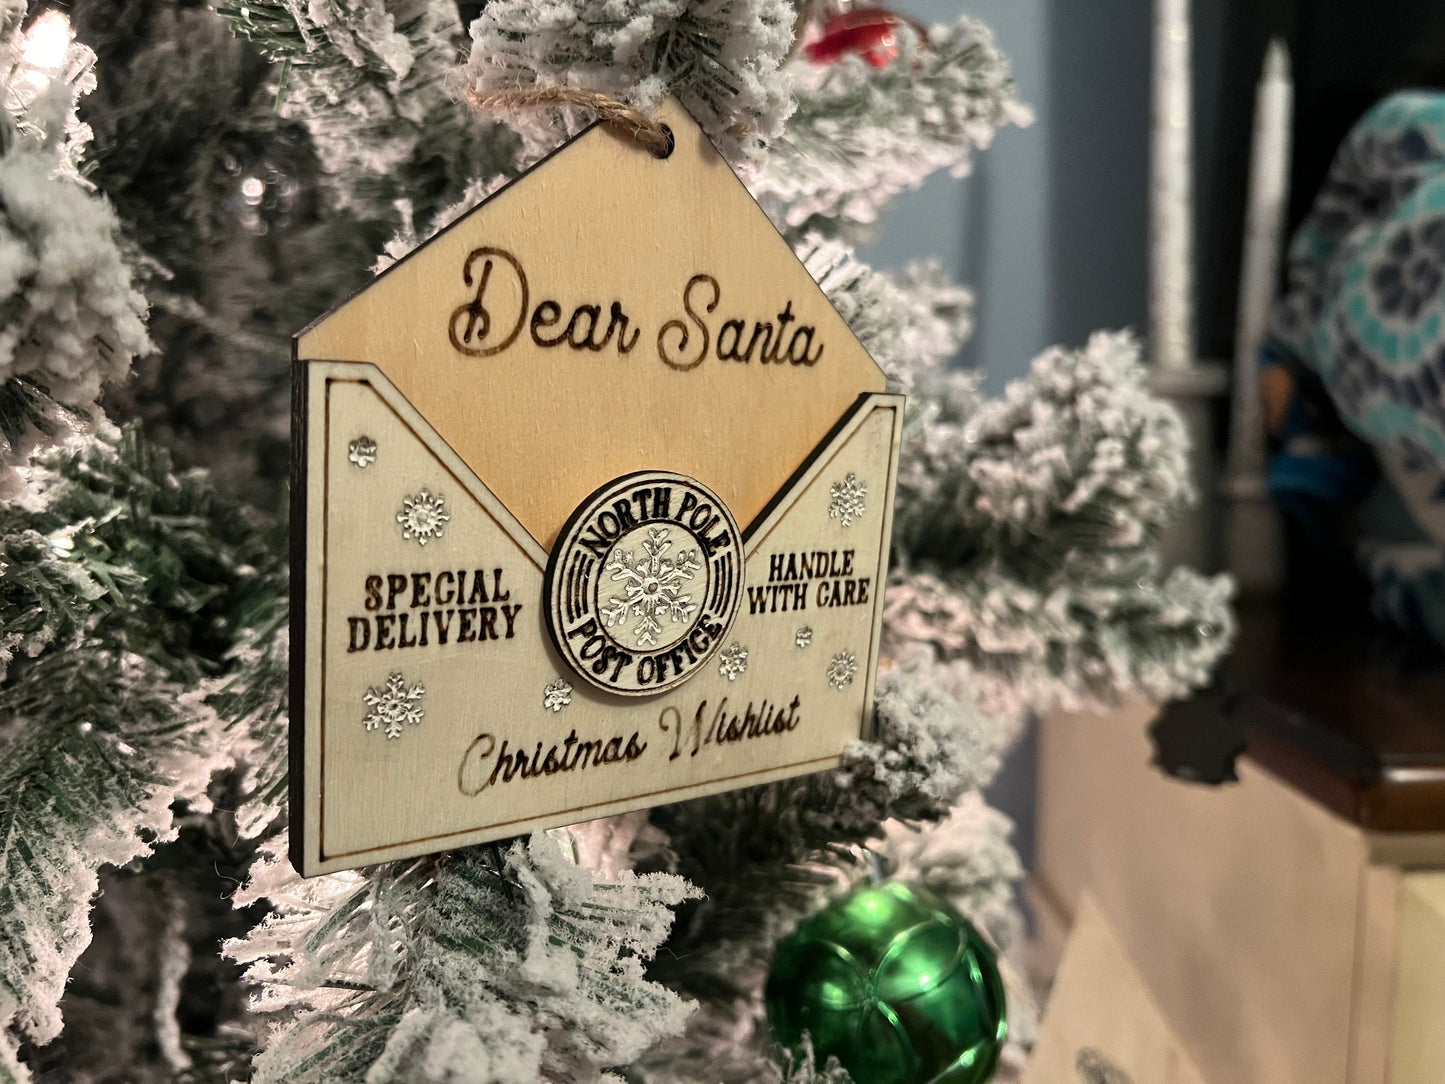 Dear Santa
NORTH POLE
POST OFFICE
SPECIAL
DELIVERY
HANDLE
WITH CARE
Christmas Wishlist